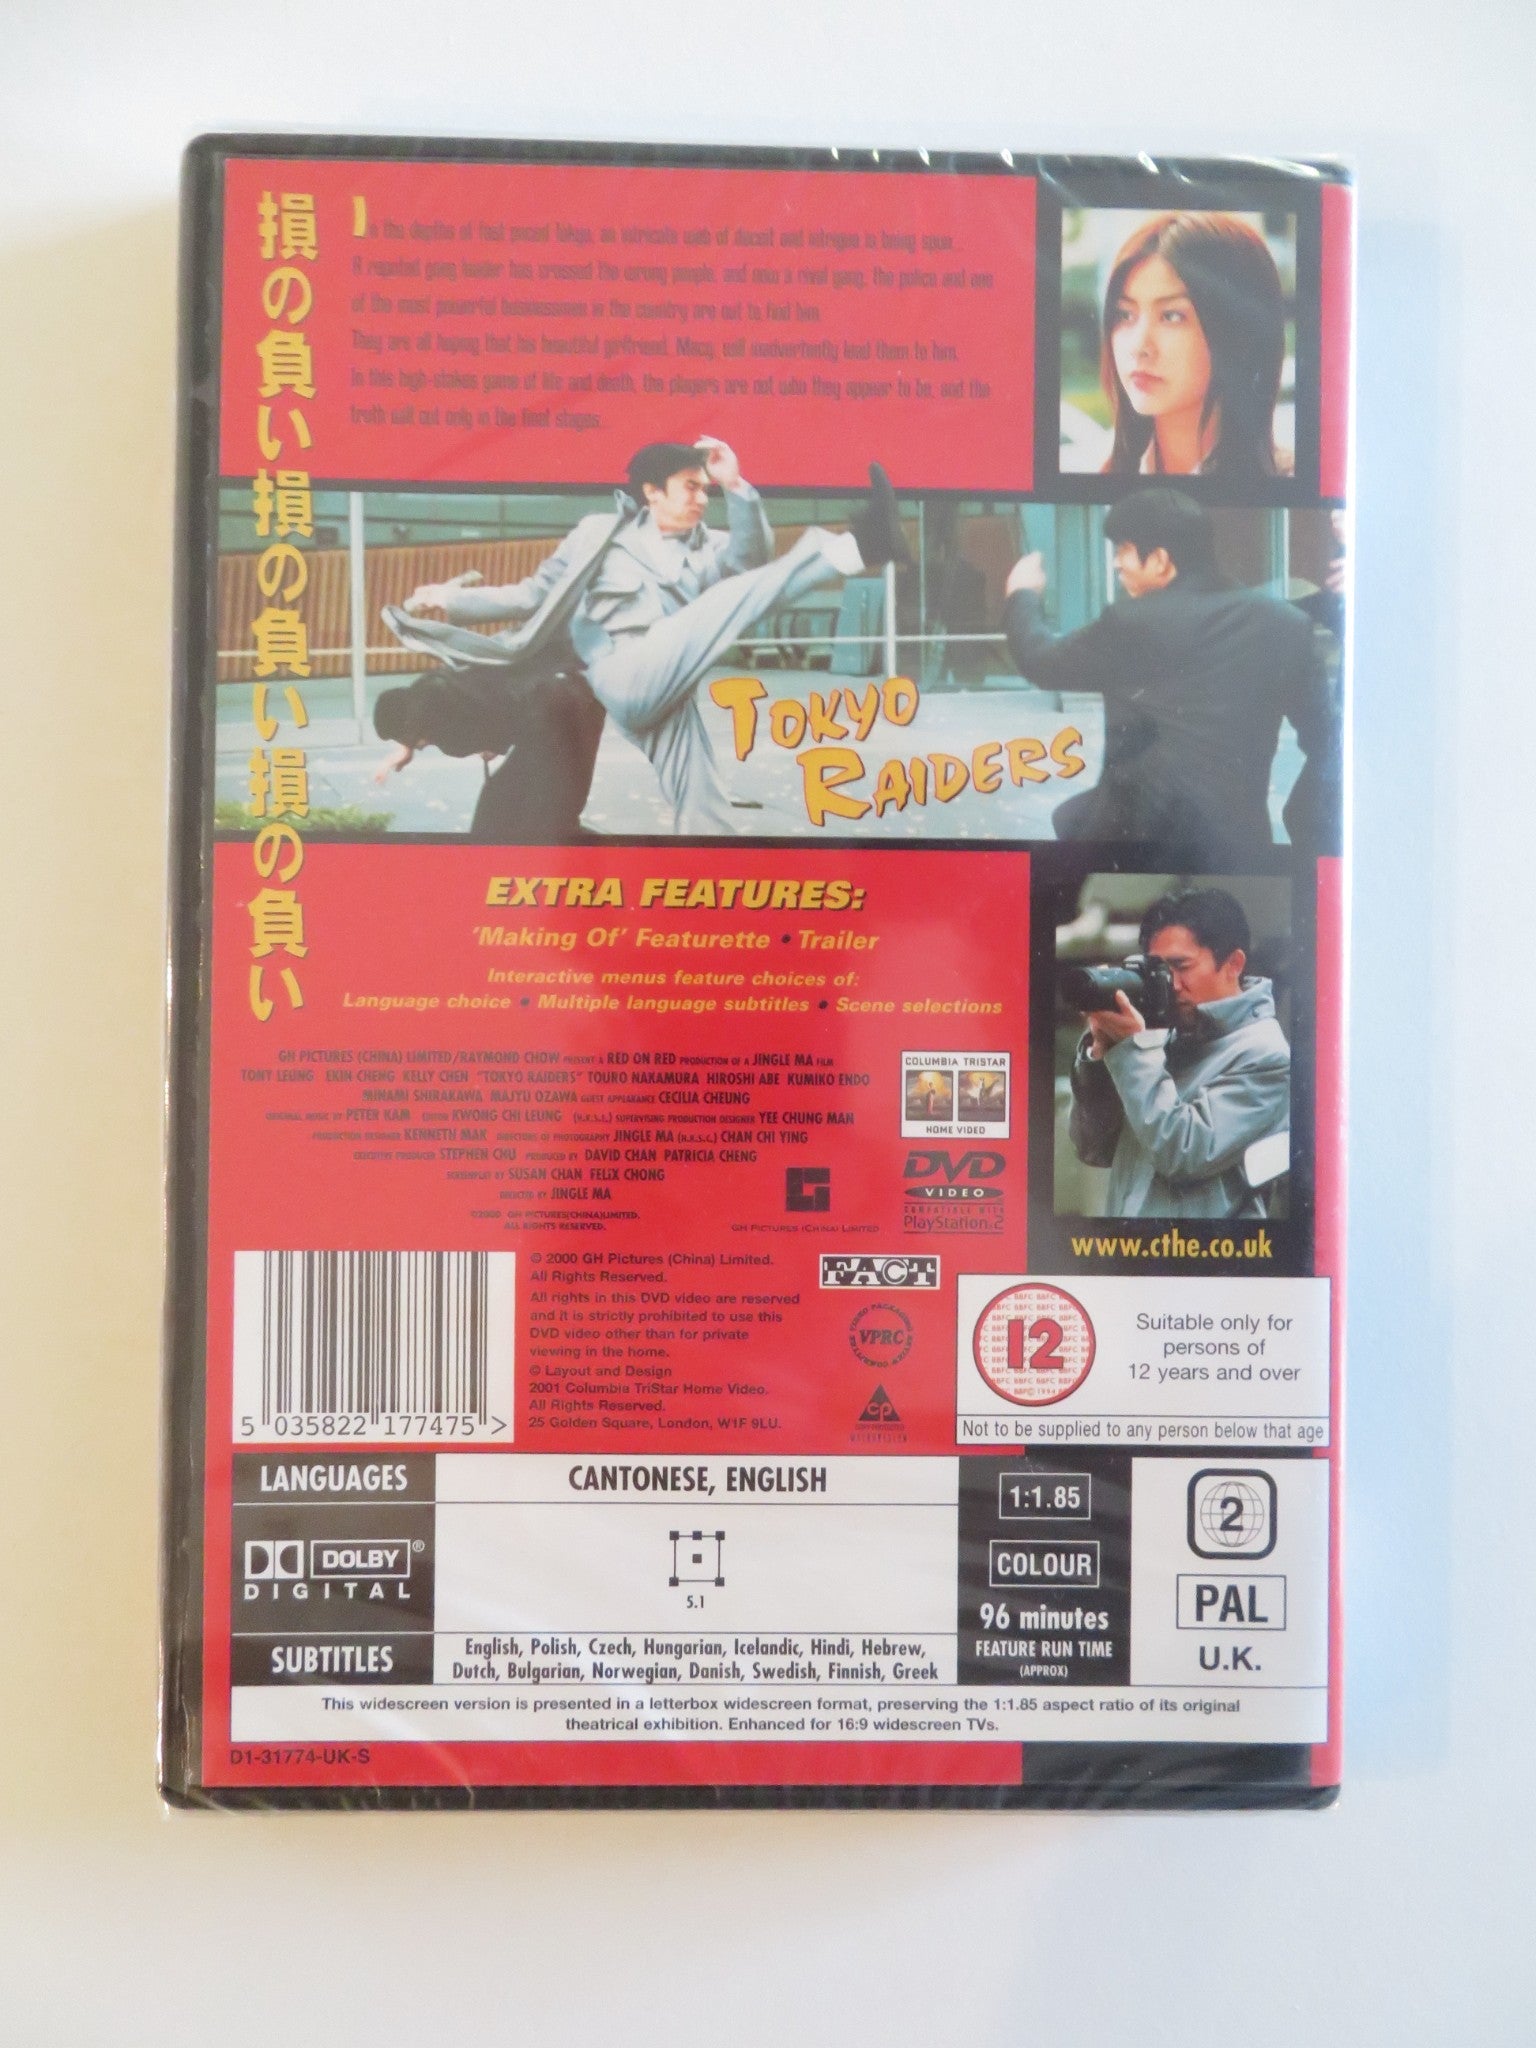 損の負い損の負い損の負い
In the depths of fast paced Tokyo, an intricate web of deceit and intrigue is being spun...
A reputed gang leader has crossed the wrong people, and now a rival gang, the police and one
of the most powerful businessmen in the country are out to find him.
They are all hoping that his beautiful girlfriend, Macy, will inadvertently lead them to him.
In this high-stakes game of life and death, the players are not who they appear to be, and the
truth will out only in the final stages...
TOKYO
RAIDERS
EXTRA FEATURES:
'Making Of' Featurette • Trailer
Interactive menus feature choices of:
Language choice • Multiple language subtitles • Scene selections
GH PICTURES (CHINA) LIMITED/RAYMOND CHOW PRESENT A RED ON RED PRODUCTION OF A JINGLE MA FILM
TONY LEUNG EKIN CHENG KELLY CHEN "TOKYO RAIDERS" TOURO NAKAMURA HIROSHI ABE KUMIKO ENDO
MINAMI SHIRAKAWA MAJYU OZAWA GUEST APPEARANCE CECILIA CHEUNG
ORIGINAL MUSIC BY PETER KAM EDITOR KWONG CHI LEUNG (H.K.S.E.) SUPERVISING PRODUCTION DESIGNER YEE CHUNG MAN
PRODUCTION DESIGNER KENNETH MAK DIRECTORS OF PHOTOGRAPHY JINGLE MA (H.K.S.C.) CHAN CHI YING
EXECUTIVE PRODUCER STEPHEN CHU PRODUCED BY DAVID CHAN PATRICIA CHENG
SCREENPLAY BY SUSAN CHAN FELIX CHONG
DIRECTED BY JINGLE MA
©2000 GH PICTURES(CHINA)LIMITED.
ALL RIGHTS RESERVED.
GH PICTURES (CHINA) LIMITED
COLUMBIA TRISTAR
HOME VIDEO
DVD
VIDEO
COMPATIBLE WITH
PlayStation 2
www.cthe.co.uk
5 035822 177475 >
© 2000 GH Pictures (China) Limited.
All Rights Reserved.
All rights in this DVD video are reserved
and it is strictly prohibited to use this
DVD video other than for private
viewing in the home.
© Layout and Design
2001 Columbia TriStar Home Video.
All Rights Reserved.
25 Golden Square, London, W1F 9LU.
FACT
VIDEO PACKAGING REVIEW COMMITTEE
VPRC
CP
COPY PROTECTED
MACROVISION
12
Suitable only for
persons of
12 years and over
Not to be supplied to any person below that age
LANGUAGES
CANTONESE, ENGLISH
DOLBY®
DIGITAL
5.1
SUBTITLES
English, Polish, Czech, Hungarian, Icelandic, Hindi, Hebrew,
Dutch, Bulgarian, Norwegian, Danish, Swedish, Finnish, Greek
1:1.85
COLOUR
96 minutes
FEATURE RUN TIME
(APPROX)
2
PAL
U.K.
This widescreen version is presented in a letterbox widescreen format, preserving the 1:1.85 aspect ratio of its original
theatrical exhibition. Enhanced for 16:9 widescreen TVs.
D1-31774-UK-S